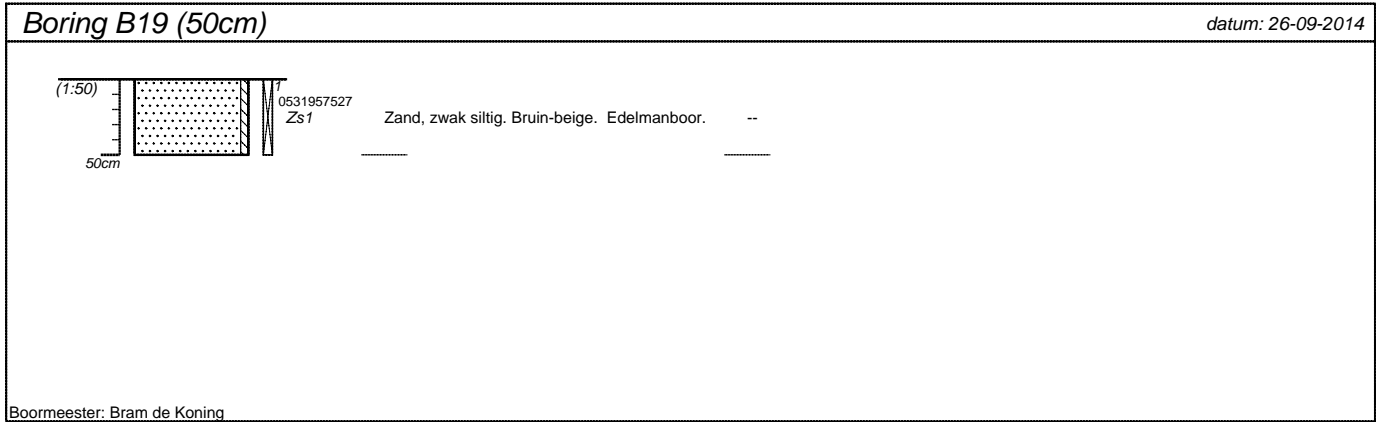 Boring B19 (50cm)
datum: 26-09-2014
(1:50)
1
0531957527
Zs1
Zand, zwak siltig. Bruin-beige. Edelmanboor.
--
50cm
Boormeester: Bram de Koning